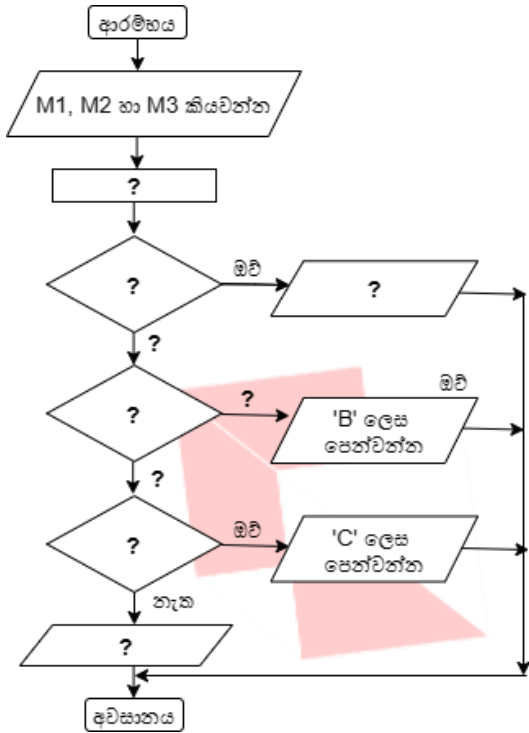 ආරම්භය
M1, M2 හා M3 කියවන්න
?
?
ඔව්
?
?
?
?
ඔව්
'B' ලෙස
පෙන්වන්න
?
?
ඔව්
'C' ලෙස
පෙන්වන්න
නැත
?
අවසානය